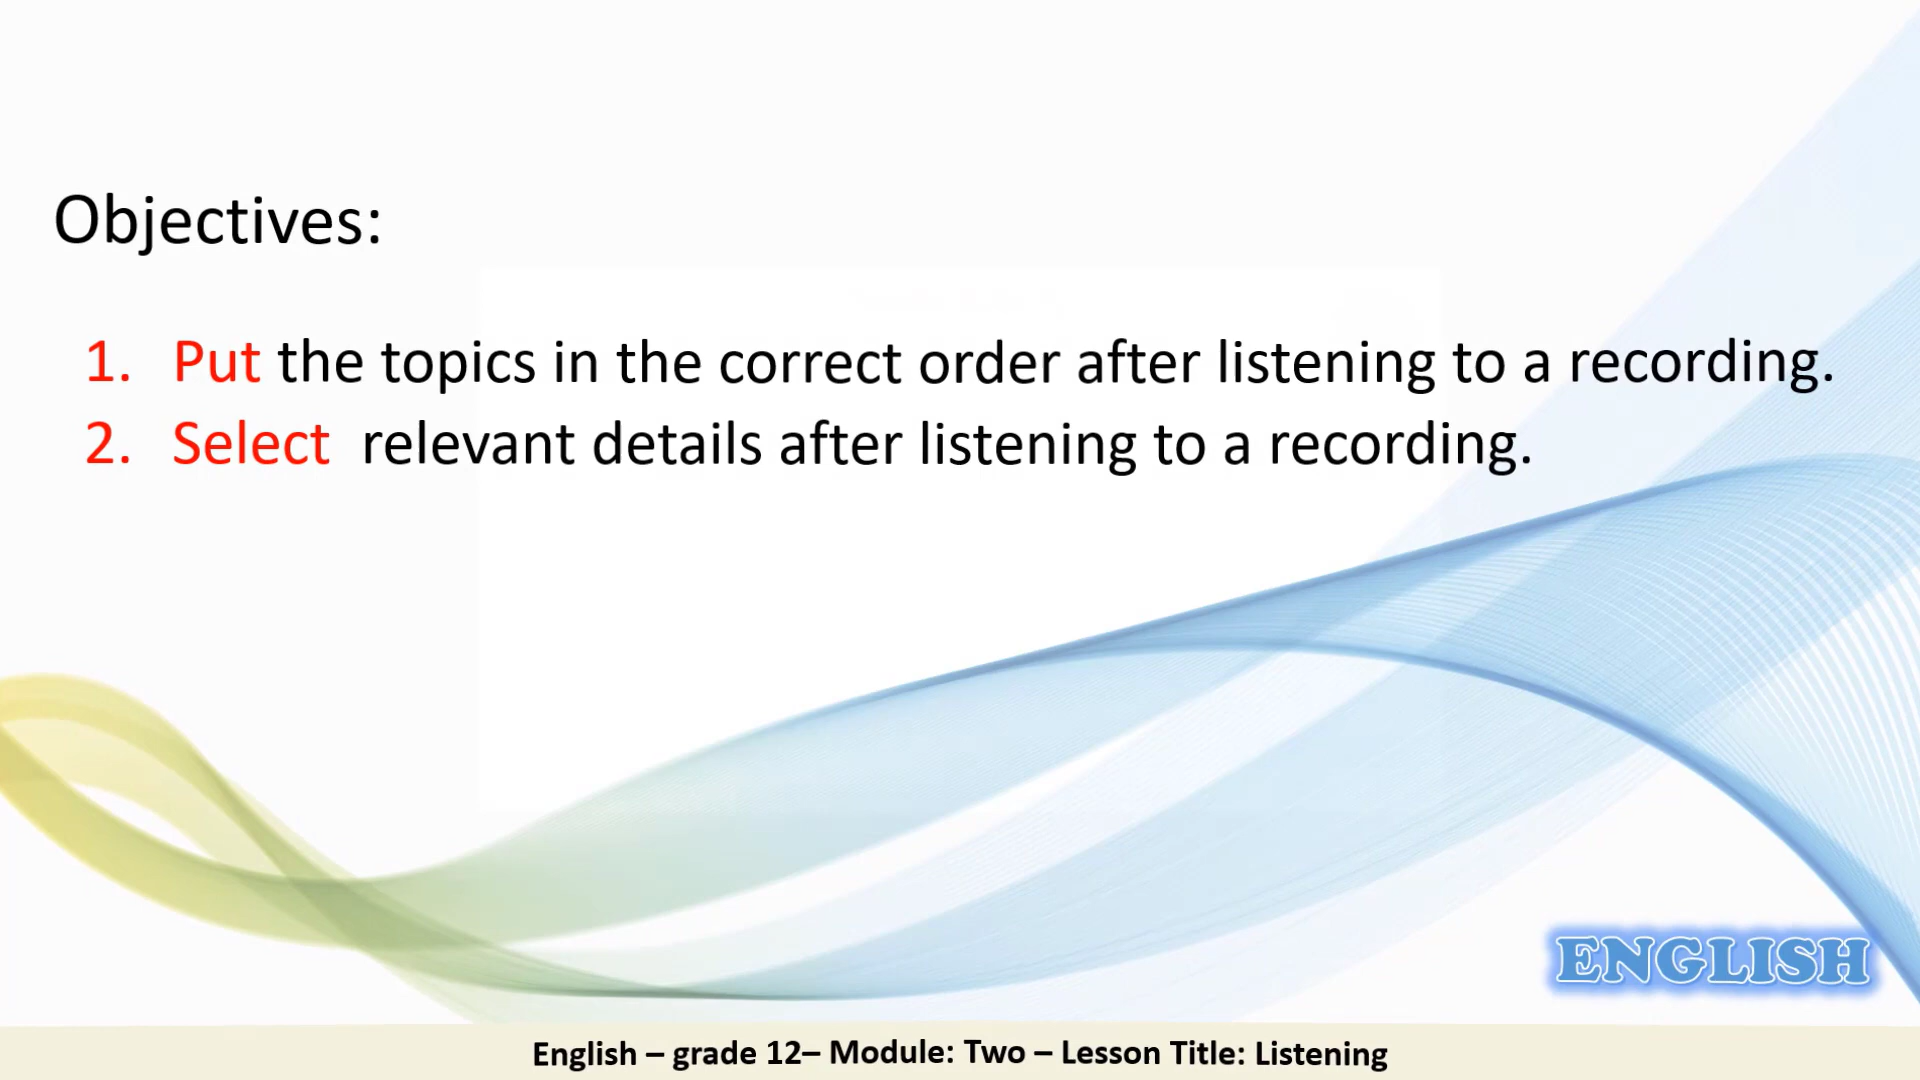 Objectives:
1. Put the topics in the correct order after listening to a recording.
2. Select relevant details after listening to a recording.
ENGLISH
English – grade 12– Module: Two – Lesson Title: Listening